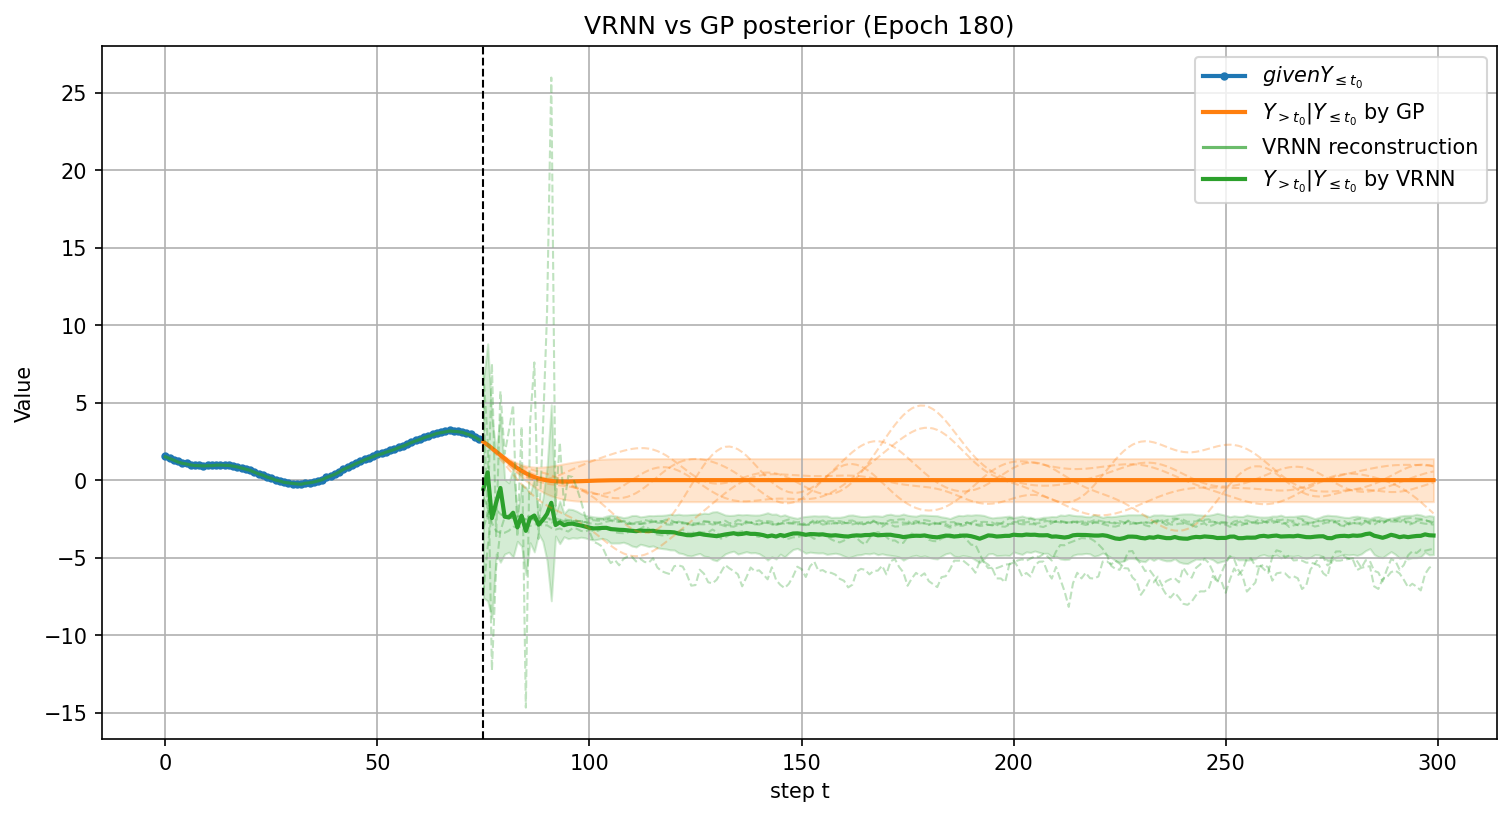 VRNN vs GP posterior (Epoch 180)
givenY≤t₀
Y>t₀|Y≤t₀ by GP
VRNN reconstruction
Y>t₀|Y≤t₀ by VRNN
Value
25
20
15
10
5
0
−5
−10
−15
0 50 100 150 200 250 300
step t